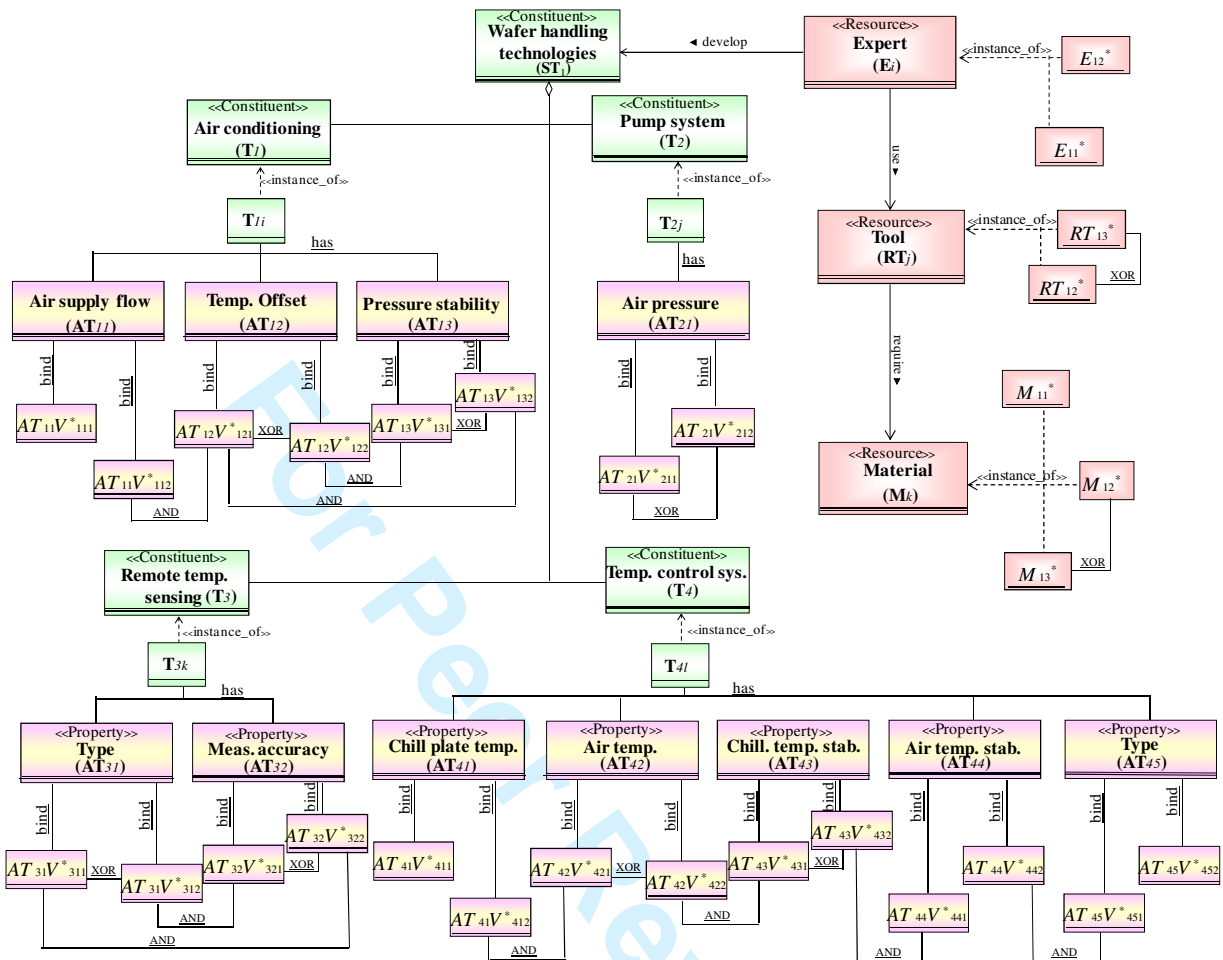 <<Constituent>>
Wafer handling
technologies
(ST1)
◄ develop
<<Resource>>
Expert
(Ei)
<<instance_of>>
E12*
E11*
<<Constituent>>
Air conditioning
(T1)
<<Constituent>>
Pump system
(T2)
use ►
<<instance_of>>
<<instance_of>>
T1i
T2j
has
has
<<Resource>>
Tool
(RTj)
<<instance_of>>
RT13*
RT12*
XOR
Air supply flow
(AT11)
Temp. Offset
(AT12)
Pressure stability
(AT13)
Air pressure
(AT21)
require ►
bind
bind
bind
bind
bind
bind
bind
bind
AT11V*111
AT11V*112
AT12V*121
XOR
AT12V*122
AT13V*131
XOR
AT13V*132
AND
AND
AND
AT21V*211
AT21V*212
XOR
M11*
<<Resource>>
Material
(Mk)
<<instance_of>>
M12*
M13*
XOR
<<Constituent>>
Remote temp.
sensing (T3)
<<Constituent>>
Temp. control sys.
(T4)
<<instance_of>>
<<instance_of>>
T3k
T4l
has
has
<<Property>>
Type
(AT31)
<<Property>>
Meas. accuracy
(AT32)
<<Property>>
Chill plate temp.
(AT41)
<<Property>>
Air temp.
(AT42)
<<Property>>
Chill. temp. stab.
(AT43)
<<Property>>
Air temp. stab.
(AT44)
<<Property>>
Type
(AT45)
bind
bind
bind
bind
bind
bind
bind
bind
bind
bind
bind
bind
bind
bind
AT31V*311
XOR
AT31V*312
AT32V*321
XOR
AT32V*322
AND
AND
AT41V*411
AT41V*412
AT42V*421
XOR
AT42V*422
AT43V*431
XOR
AT43V*432
AT44V*441
AT44V*442
AT45V*451
AT45V*452
AND
AND
AND
AND
For Peer Re